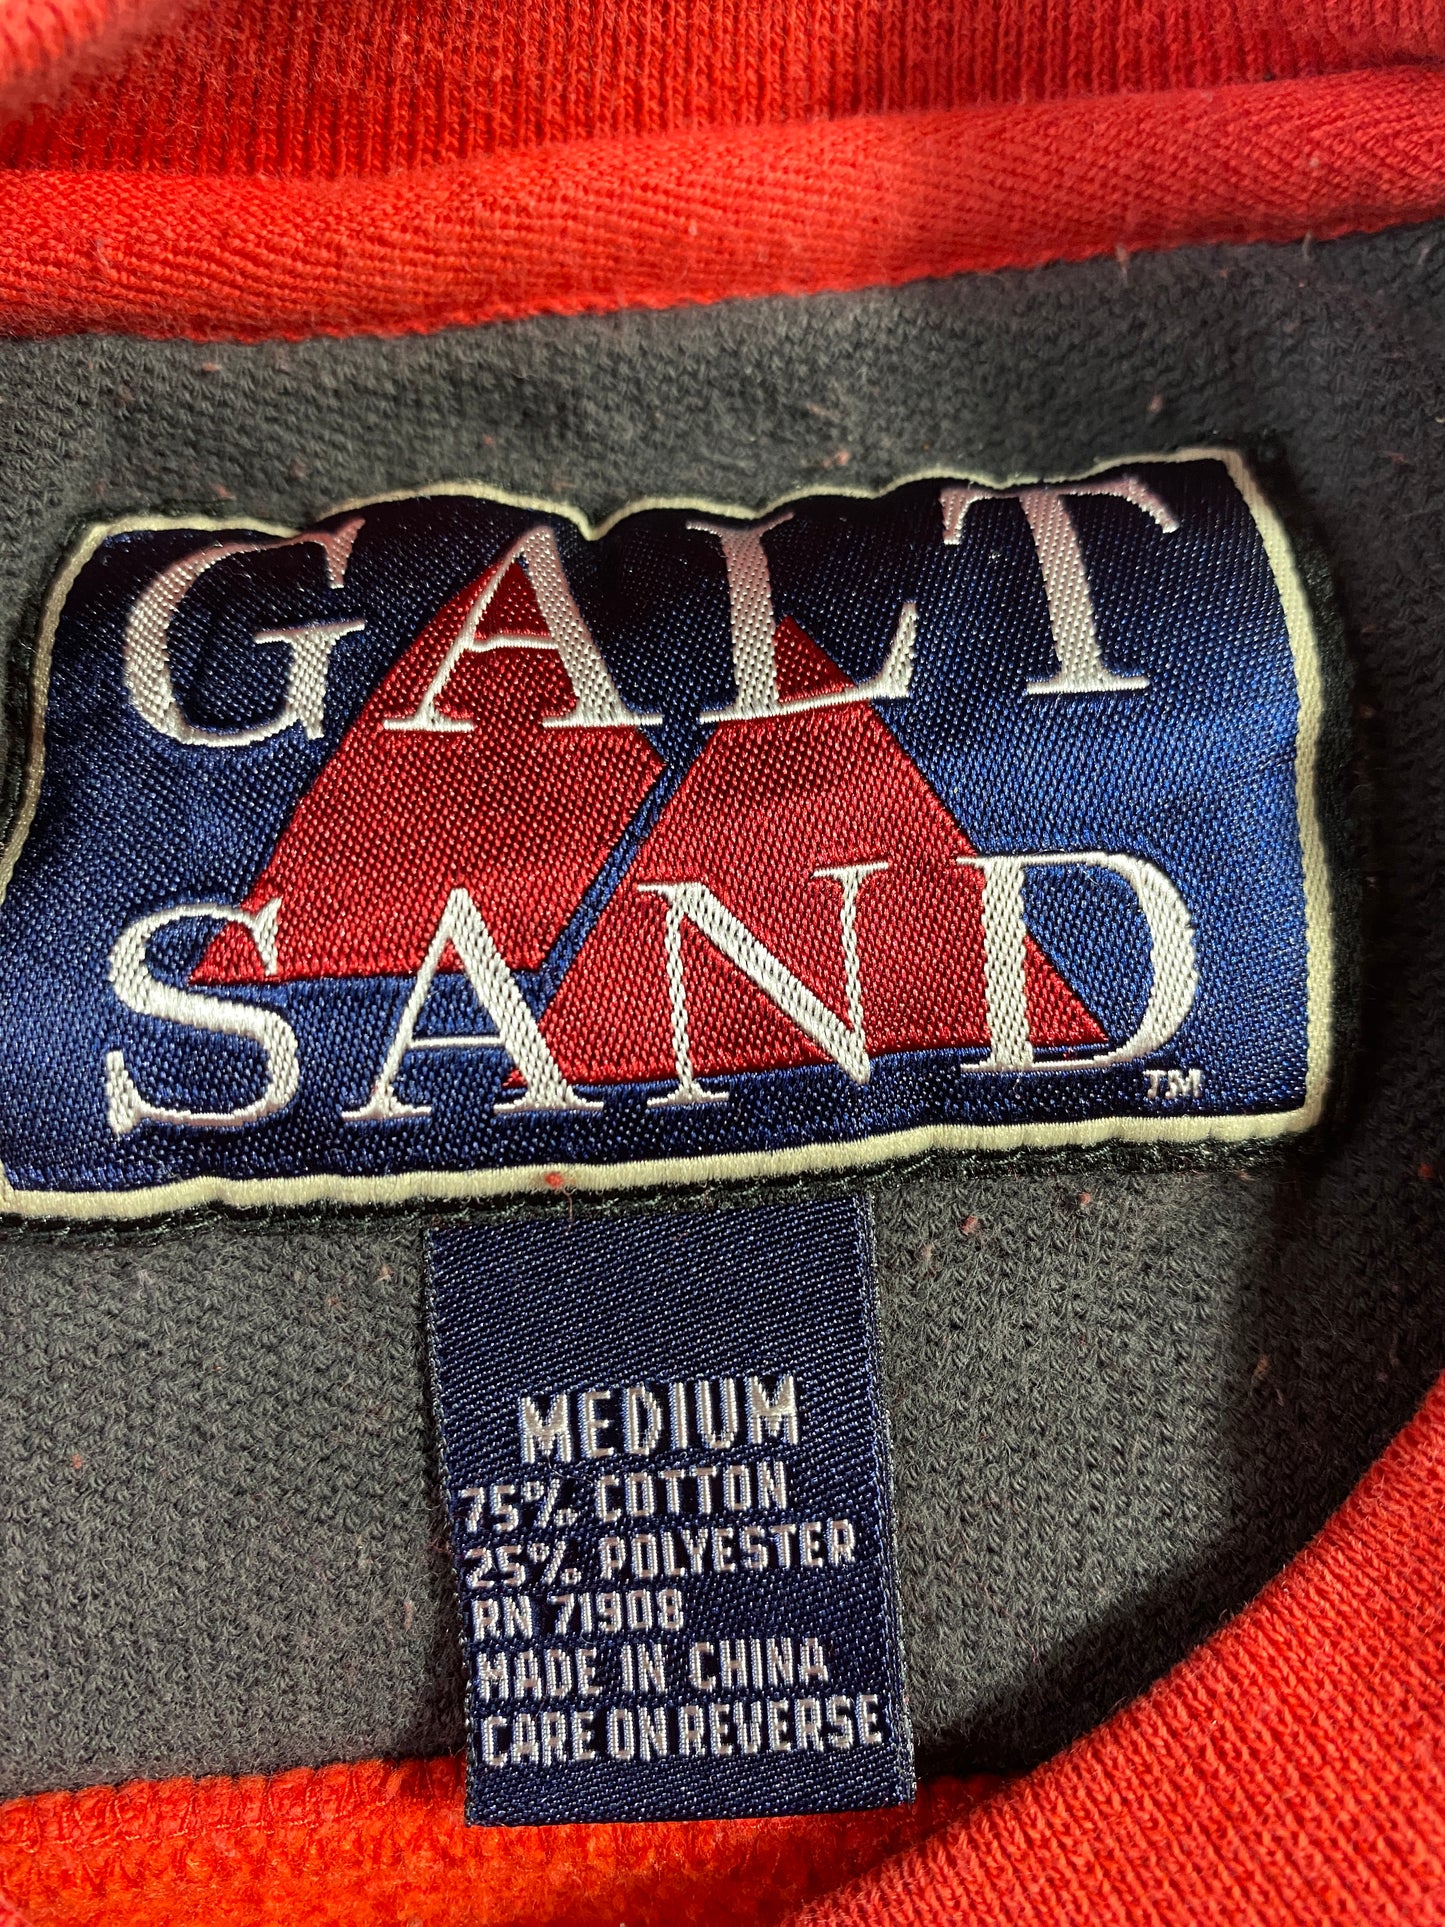 GALT
SAND
TM
MEDIUM
75% COTTON
25% POLYESTER
RN 71908
MADE IN CHINA
CARE ON REVERSE